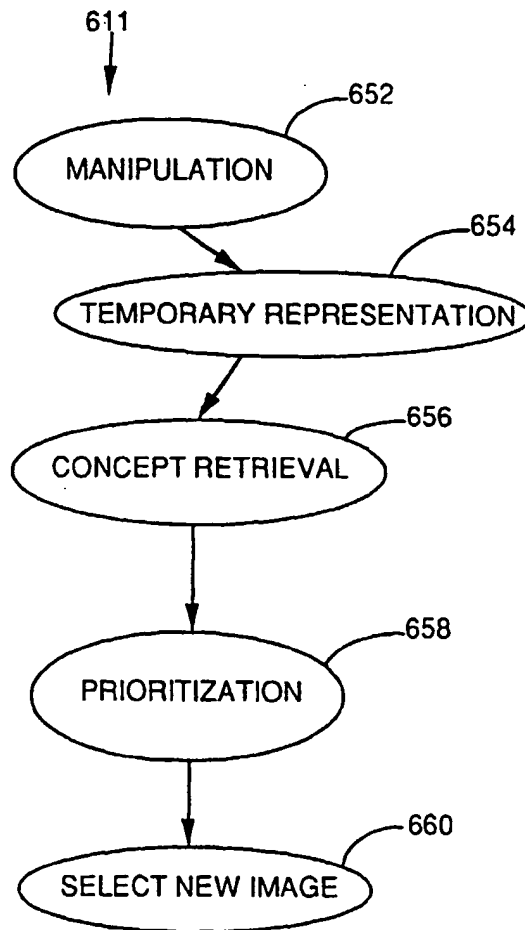 611
652
MANIPULATION
654
TEMPORARY REPRESENTATION
656
CONCEPT RETRIEVAL
658
PRIORITIZATION
660
SELECT NEW IMAGE